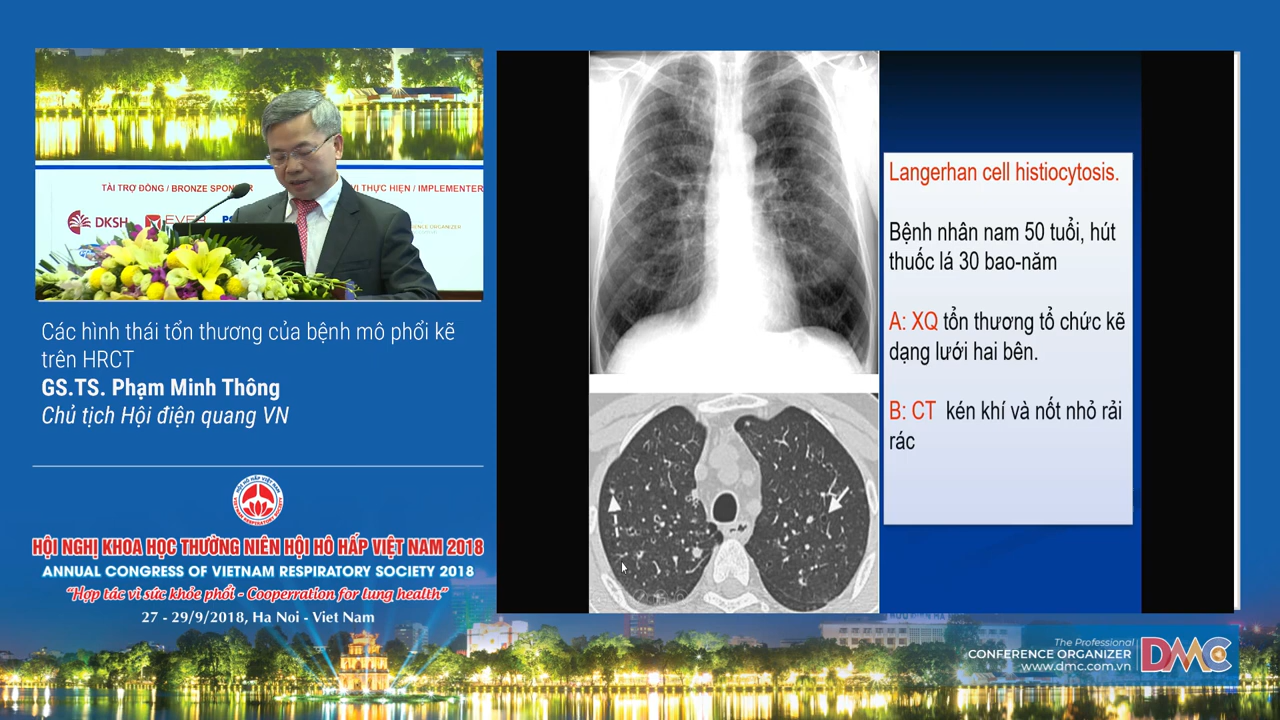 TÀI TRỢ ĐỒNG / BRONZE SPONSOR
VỊ THỰC HIỆN / IMPLEMENTER
DKSH
Các hình thái tổn thương của bệnh mô phổi kẽ
trên HRCT
GS.TS. Phạm Minh Thông
Chủ tịch Hội điện quang VN
HỘI NGHỊ KHOA HỌC THƯỜNG NIÊN HỘI HÔ HẤP VIỆT NAM 2018
ANNUAL CONGRESS OF VIETNAM RESPIRATORY SOCIETY 2018
"Hợp tác vì sức khỏe phổi - Cooperration for lung health"
27 - 29/9/2018, Ha Noi - Viet Nam
Langerhan cell histiocytosis.
Bệnh nhân nam 50 tuổi, hút
thuốc lá 30 bao-năm
A: XQ tổn thương tổ chức kẽ
dạng lưới hai bên.
B: CT kén khí và nốt nhỏ rải
rác
The Professional
CONFERENCE ORGANIZER
www.dmc.com.vn
DMC